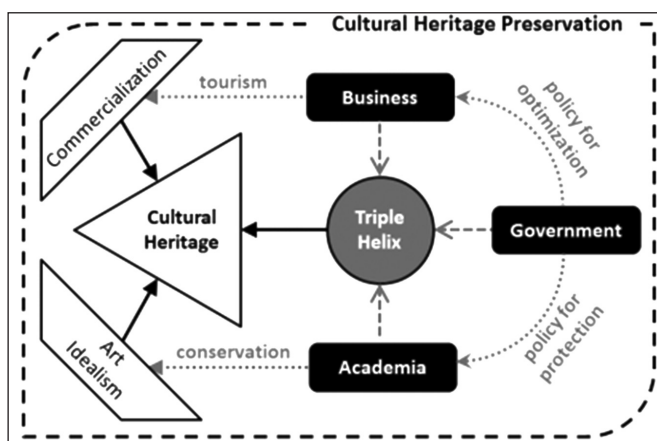 Cultural Heritage Preservation
Commercialization
tourism
Business
policy for
optimization
Cultural
Heritage
Triple
Helix
Government
Art
Idealism
conservation
Academia
policy for
protection